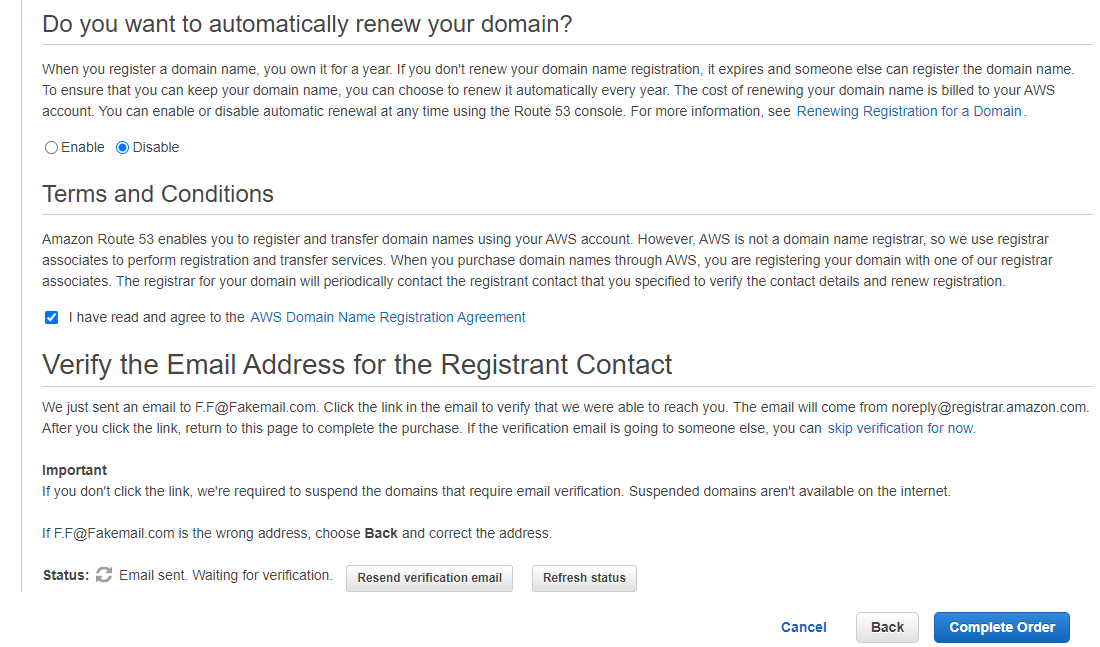 Do you want to automatically renew your domain?
When you register a domain name, you own it for a year. If you don't renew your domain name registration, it expires and someone else can register the domain name.
To ensure that you can keep your domain name, you can choose to renew it automatically every year. The cost of renewing your domain name is billed to your AWS
account. You can enable or disable automatic renewal at any time using the Route 53 console. For more information, see Renewing Registration for a Domain.
Enable Disable
Terms and Conditions
Amazon Route 53 enables you to register and transfer domain names using your AWS account. However, AWS is not a domain name registrar, so we use registrar
associates to perform registration and transfer services. When you purchase domain names through AWS, you are registering your domain with one of our registrar
associates. The registrar for your domain will periodically contact the registrant contact that you specified to verify the contact details and renew registration.
I have read and agree to the AWS Domain Name Registration Agreement
Verify the Email Address for the Registrant Contact
We just sent an email to F.F@Fakemail.com. Click the link in the email to verify that we were able to reach you. The email will come from noreply@registrar.amazon.com.
After you click the link, return to this page to complete the purchase. If the verification email is going to someone else, you can skip verification for now.
Important
If you don't click the link, we're required to suspend the domains that require email verification. Suspended domains aren't available on the internet.
If F.F@Fakemail.com is the wrong address, choose Back and correct the address.
Status: Email sent. Waiting for verification. Resend verification email Refresh status
Cancel Back Complete Order